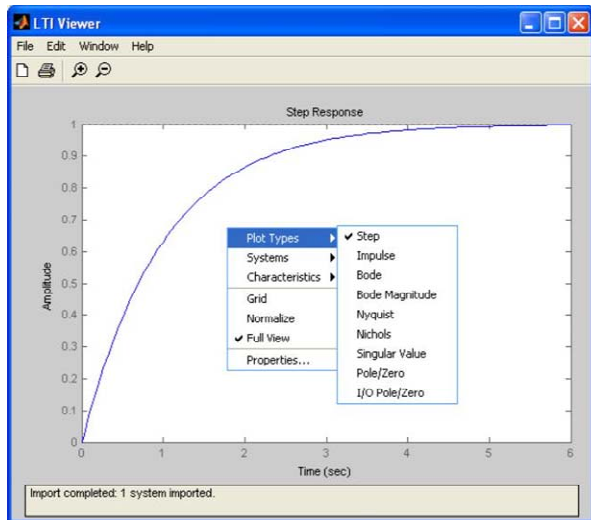 LTI Viewer
File Edit Window Help
Step Response
1
0.9
0.8
0.7
0.6
0.5
0.4
0.3
0.2
0.1
0
Amplitude
Plot Types
Systems
Characteristics
Grid
Normalize
Full View
Properties...
Step
Impulse
Bode
Bode Magnitude
Nyquist
Nichols
Singular Value
Pole/Zero
I/O Pole/Zero
0 1 2 3 4 5 6
Time (sec)
Import completed: 1 system imported.